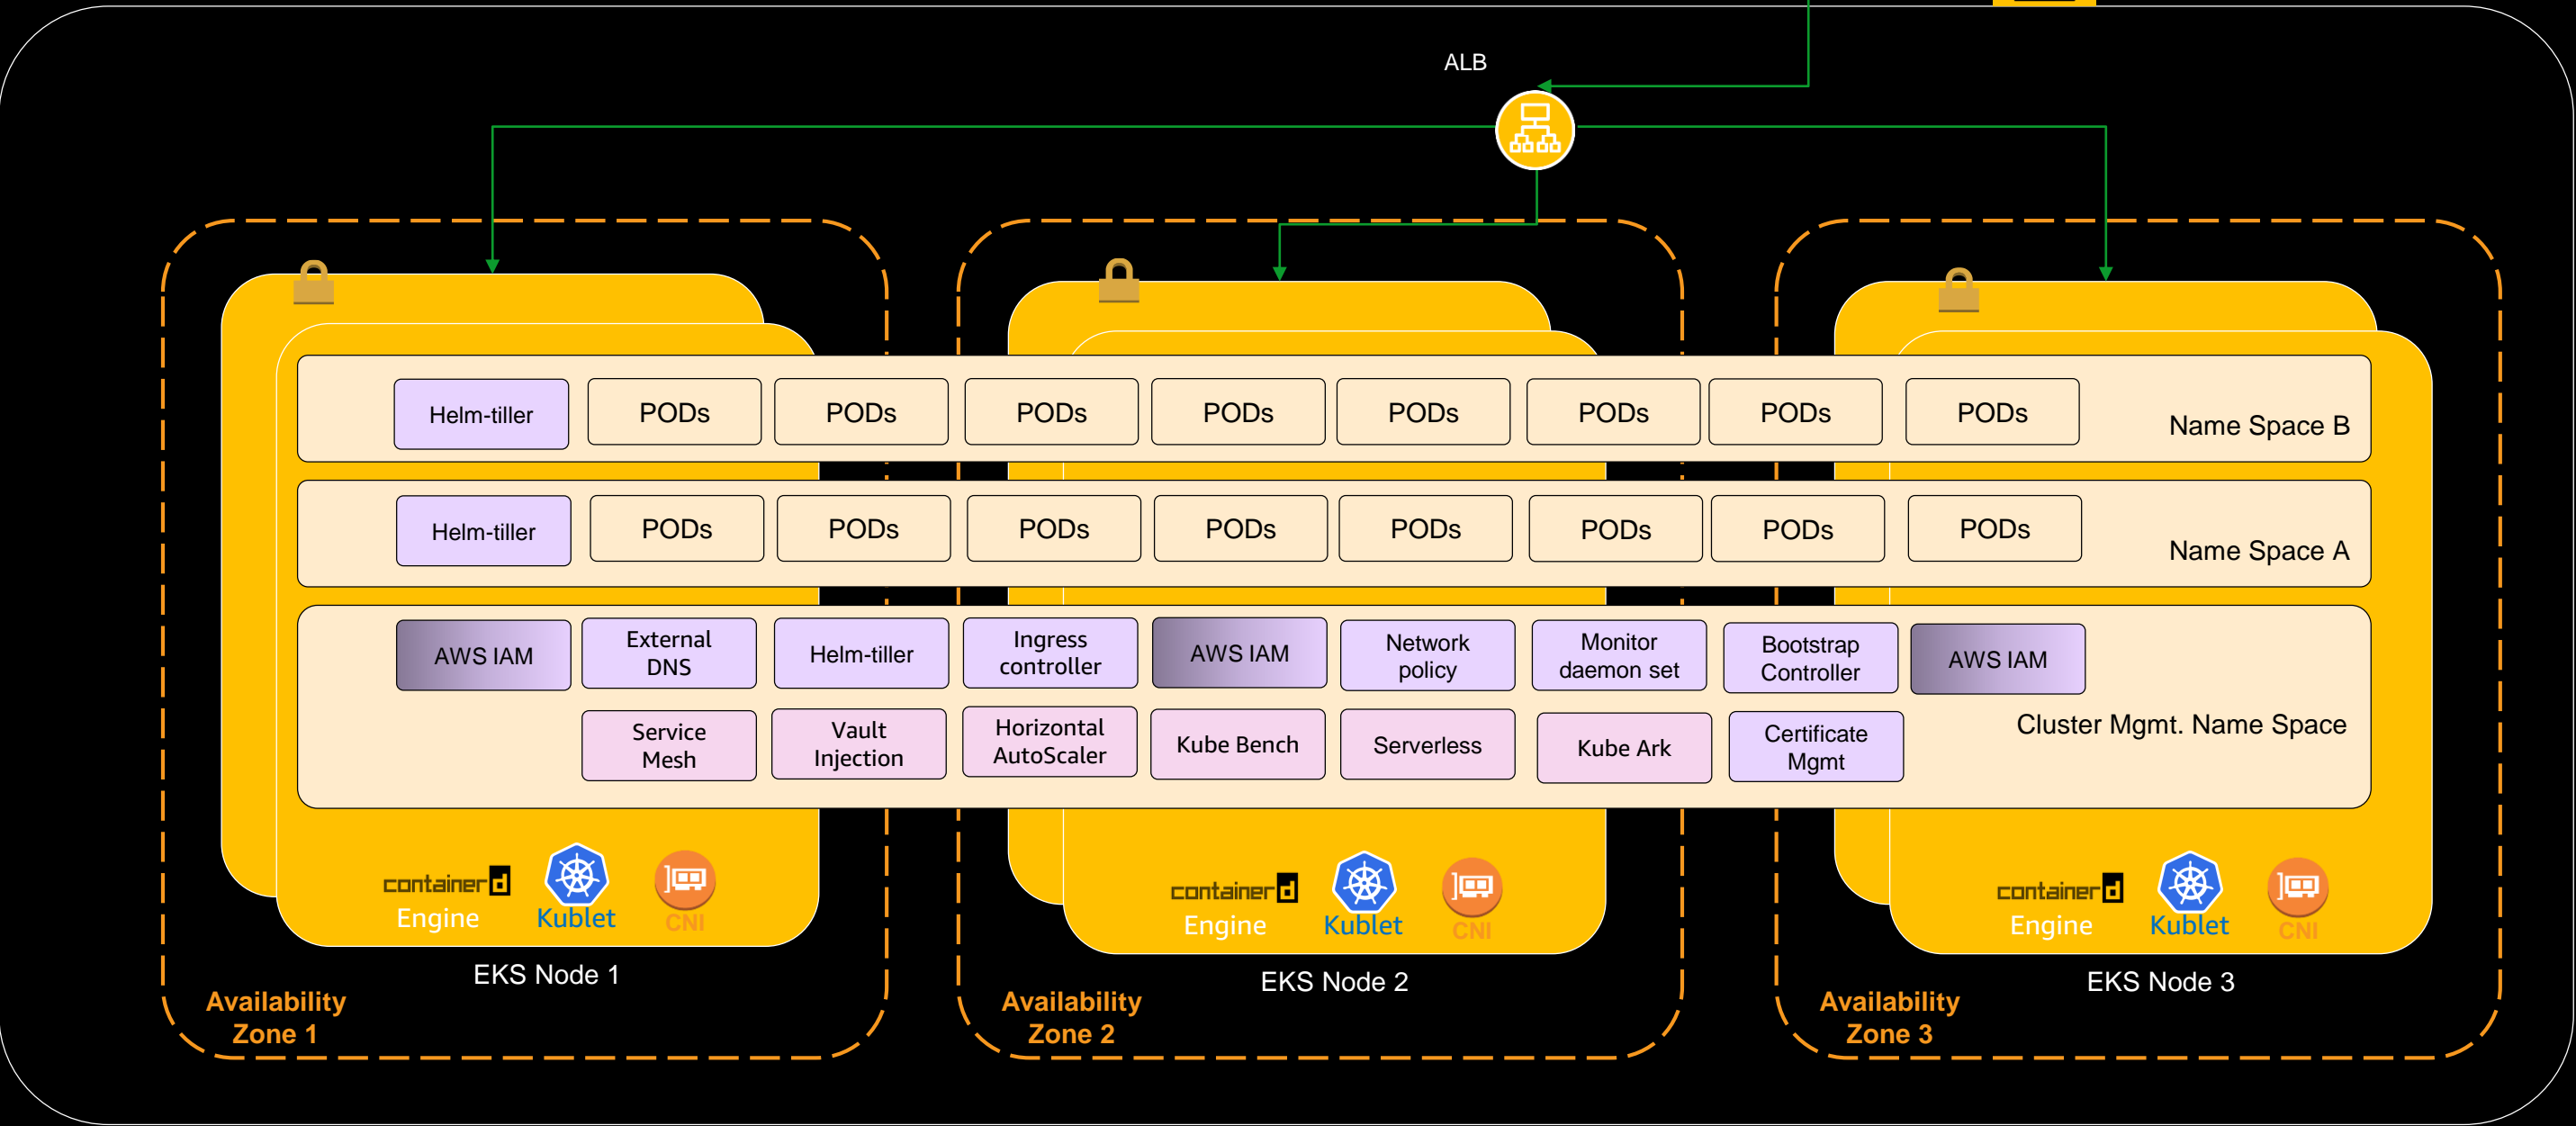 ALB
Helm-tiller
PODs
PODs
PODs
PODs
PODs
PODs
PODs
PODs
Name Space B
Helm-tiller
PODs
PODs
PODs
PODs
PODs
PODs
PODs
PODs
Name Space A
AWS IAM
External
DNS
Helm-tiller
Ingress
controller
AWS IAM
Network
policy
Monitor
daemon set
Bootstrap
Controller
AWS IAM
Service
Mesh
Vault
Injection
Horizontal
AutoScaler
Kube Bench
Serverless
Kube Ark
Certificate
Mgmt
Cluster Mgmt. Name Space
containerd
Engine
Kublet
CNI
containerd
Engine
Kublet
CNI
containerd
Engine
Kublet
CNI
EKS Node 1
EKS Node 2
EKS Node 3
Availability
Zone 1
Availability
Zone 2
Availability
Zone 3